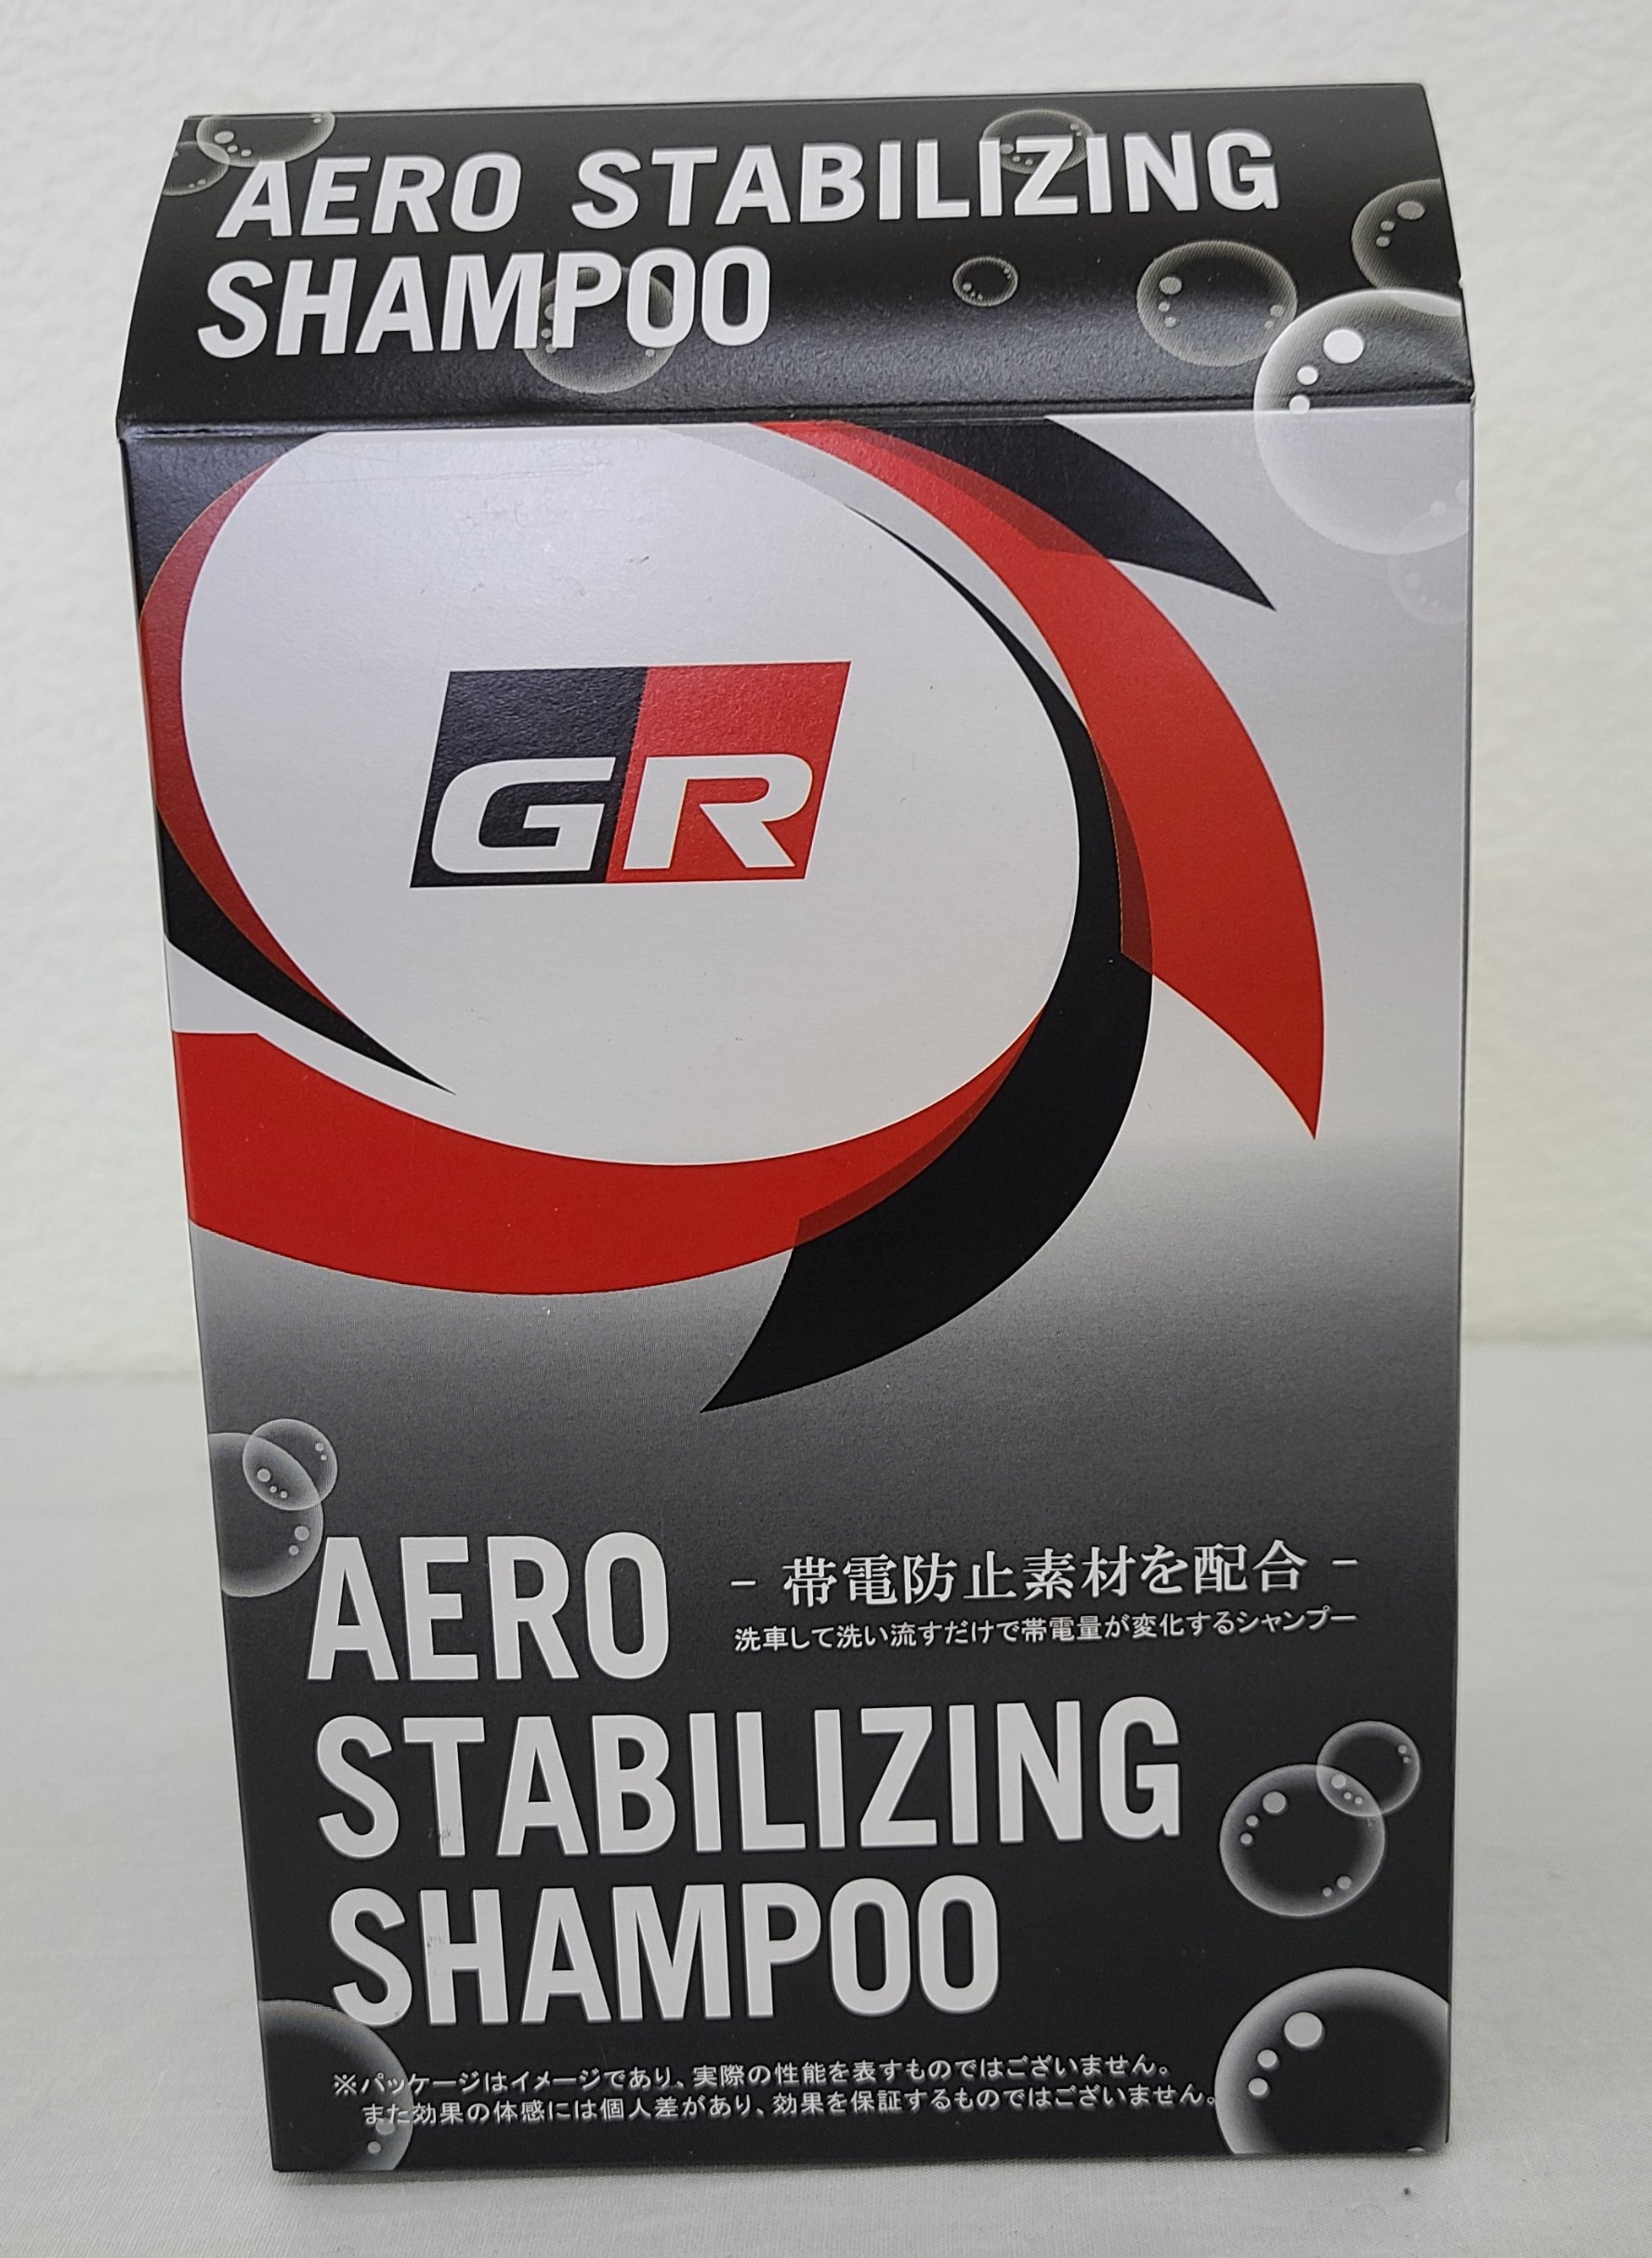 AERO STABILIZING
SHAMPOO
GR
AERO
- 帯電防止素材を配合 -
洗車して洗い流すだけで帯電量が変化するシャンプー
STABILIZING
SHAMPOO
※パッケージはイメージであり、実際の性能を表すものではございません。
また効果の体感には個人差があり、効果を保証するものではございません。